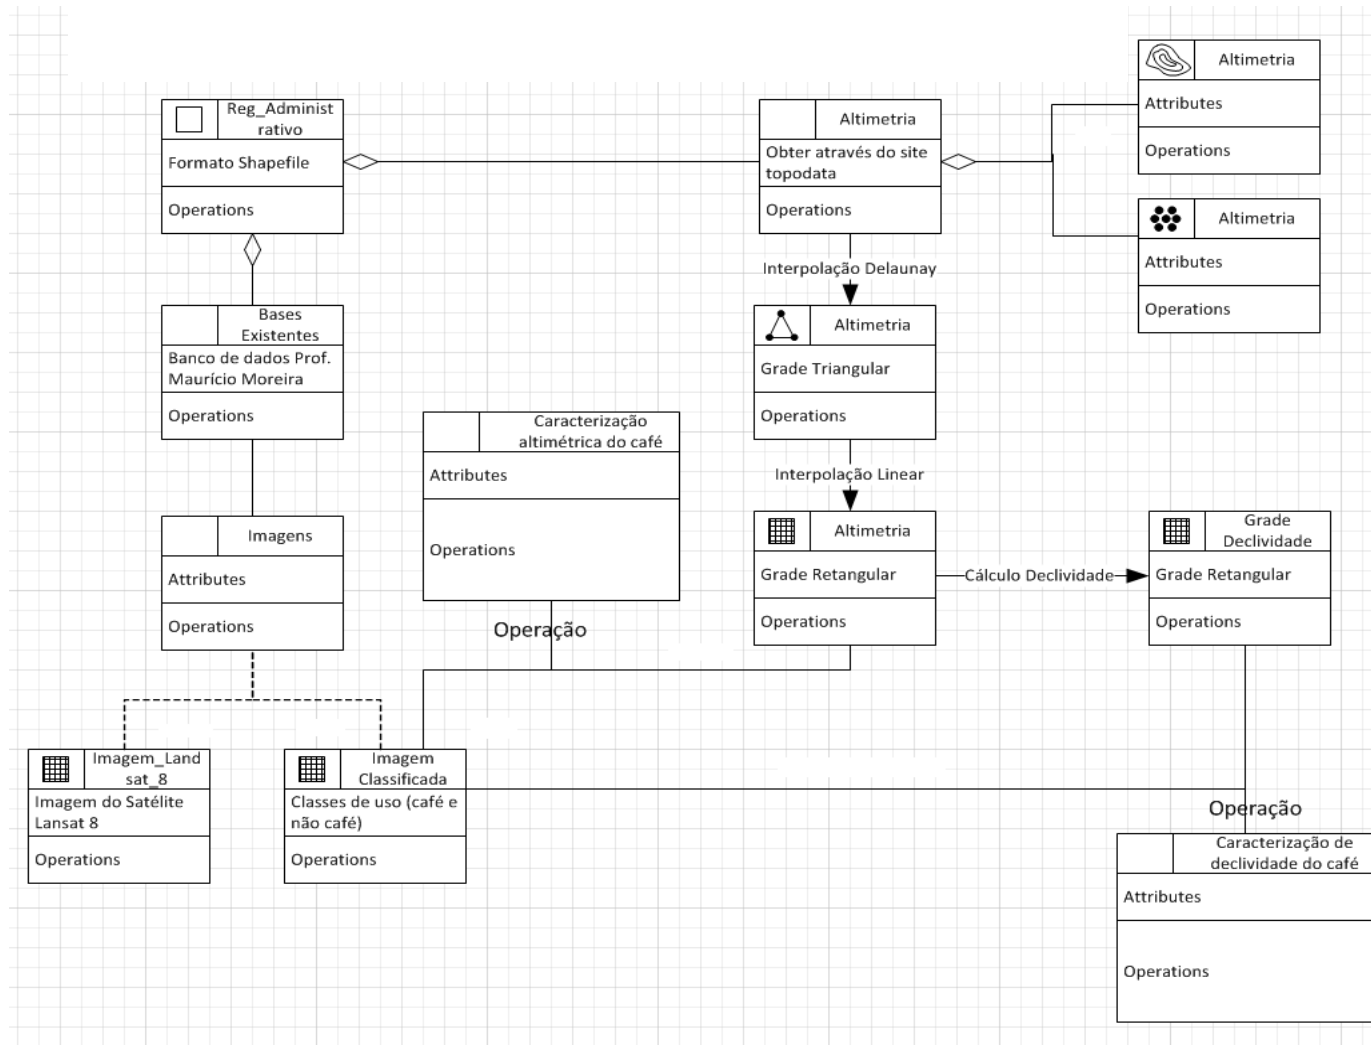 Altimetria
Attributes
Operations
Reg_Administ
rativo
Formato Shapefile
Operations
Altimetria
Obter através do site
topodata
Operations
Altimetria
Attributes
Operations
Interpolação Delaunay
Bases
Existentes
Banco de dados Prof.
Maurício Moreira
Operations
Altimetria
Grade Triangular
Operations
Caracterização
altimétrica do café
Attributes
Operations
Interpolação Linear
Imagens
Attributes
Operations
Altimetria
Grade Retangular
Operations
Cálculo Declividade
Grade
Declividade
Grade Retangular
Operations
Operação
Imagem_Land
sat_8
Imagem do Satélite
Lansat 8
Operations
Imagem
Classificada
Classes de uso (café e
não café)
Operations
Operação
Caracterização de
declividade do café
Attributes
Operations